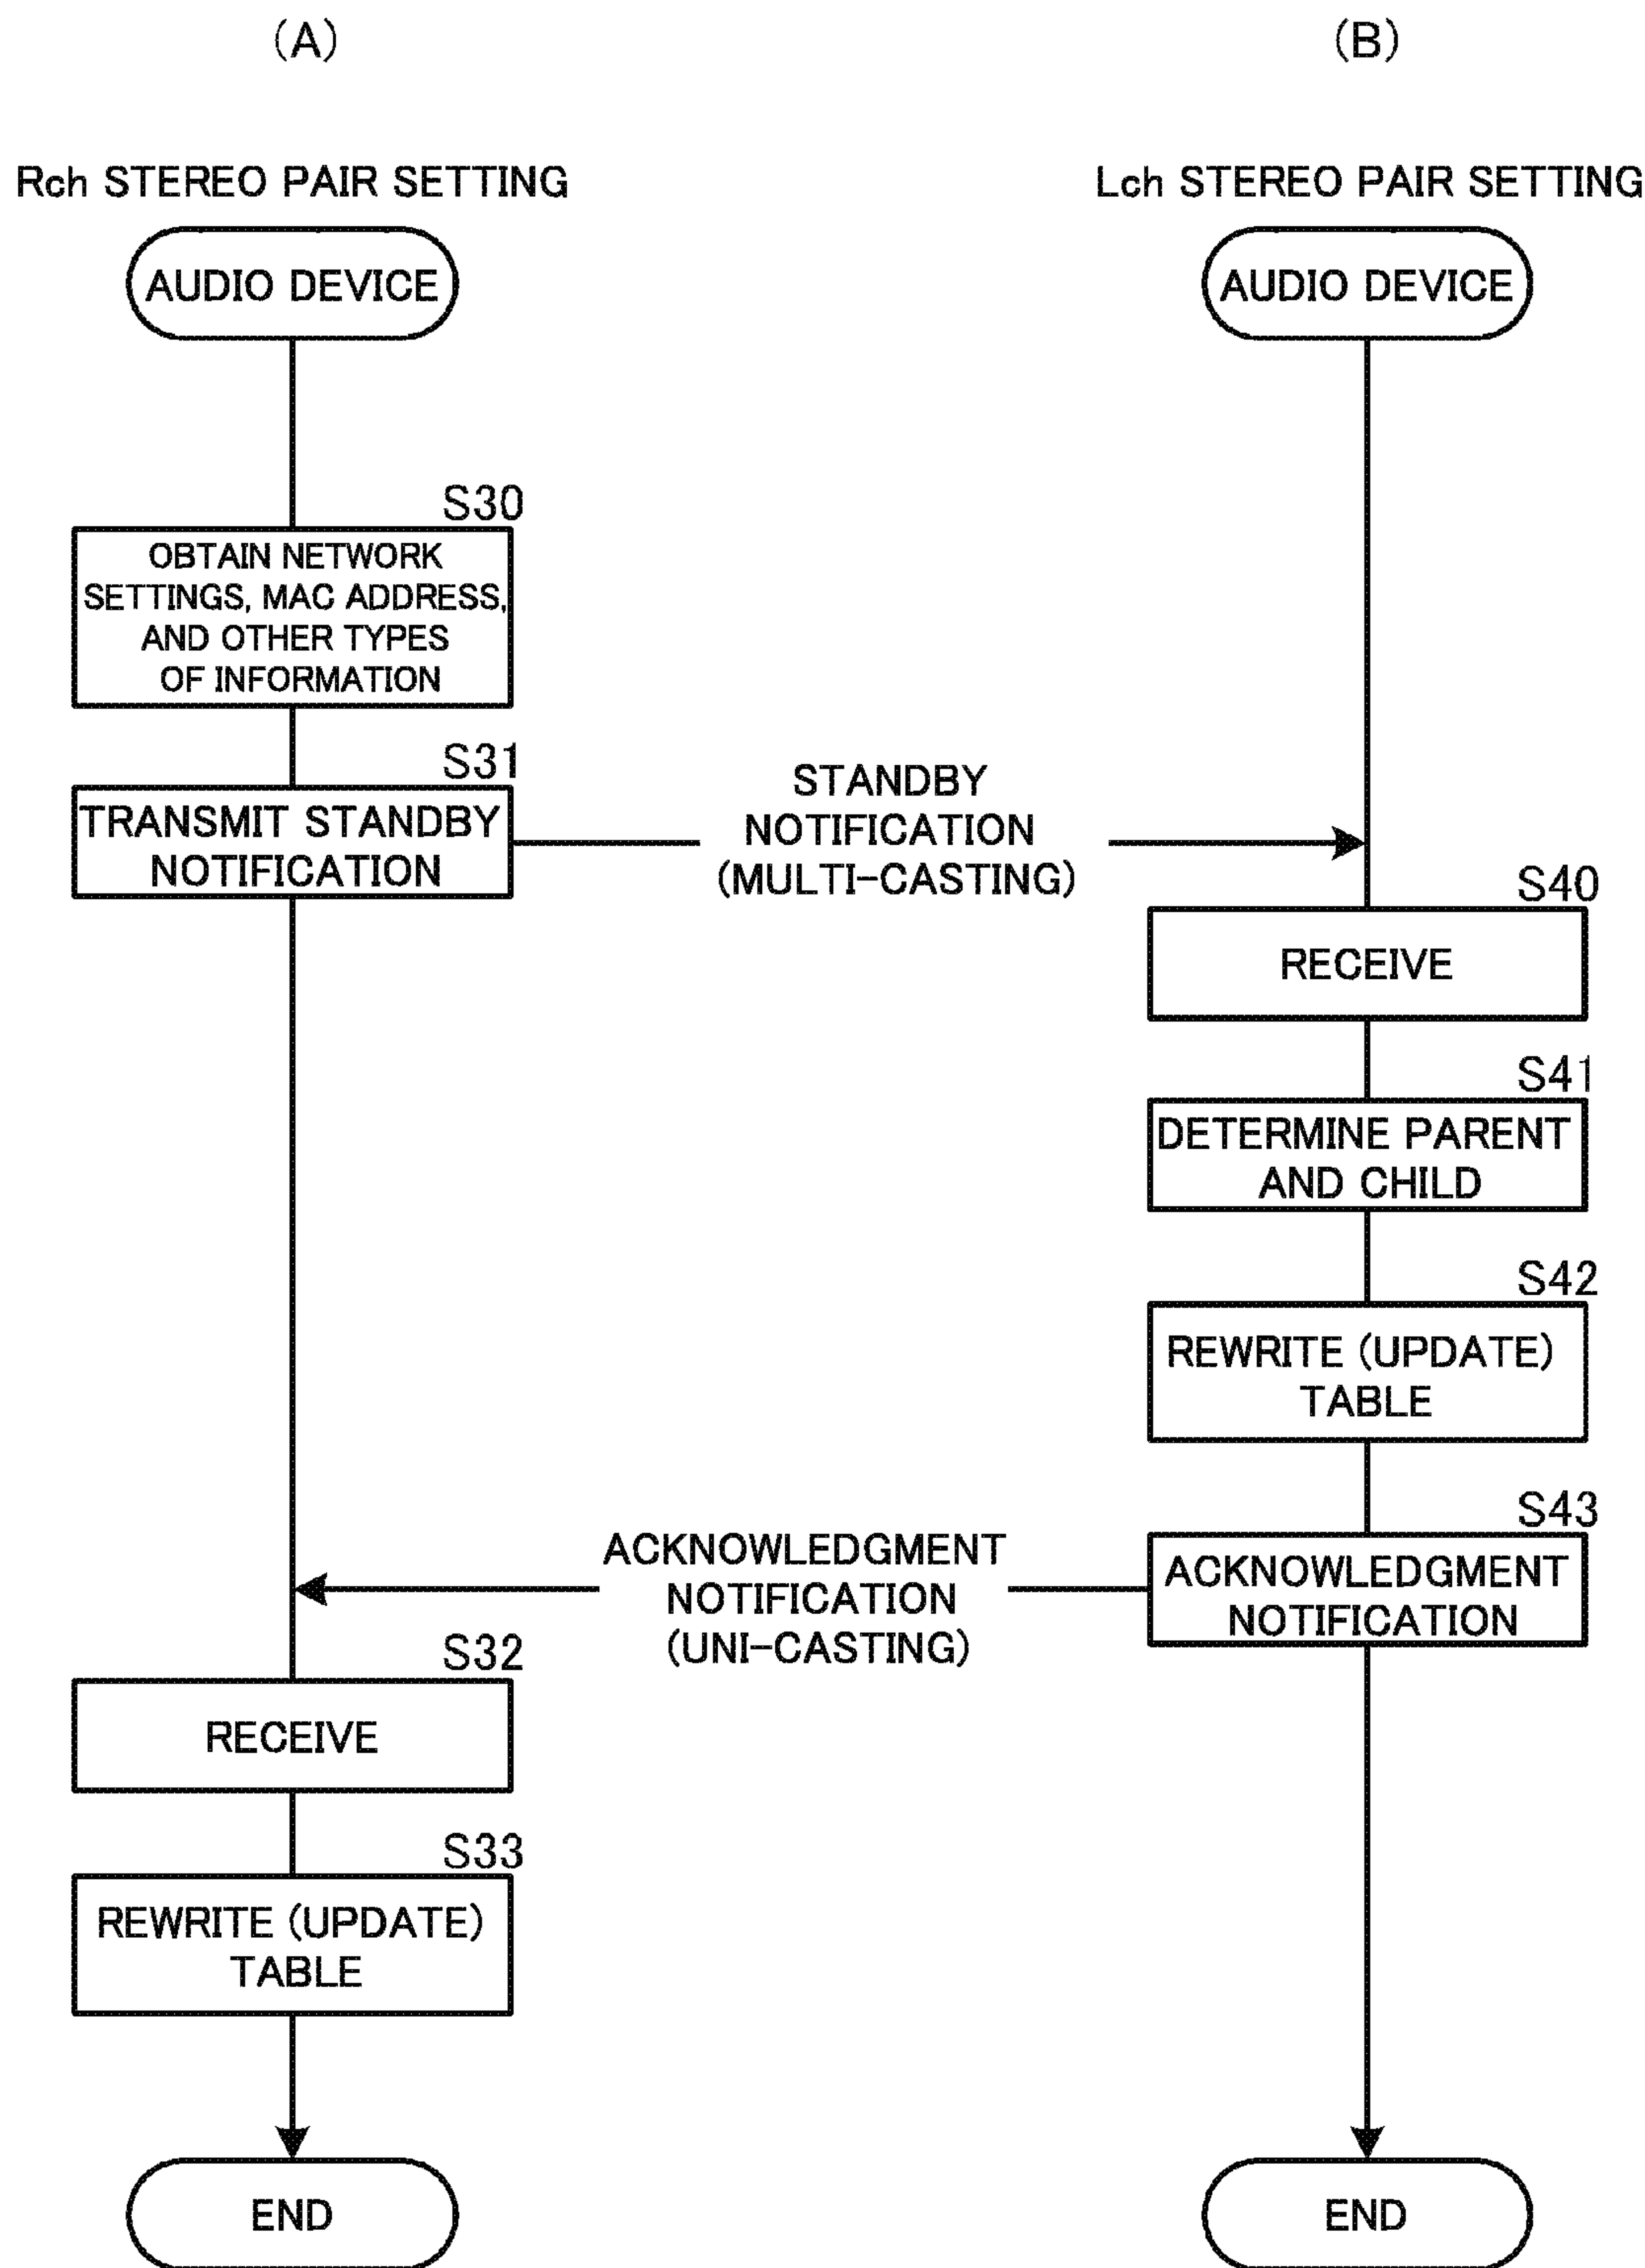 (A)
(B)
Rch STEREO PAIR SETTING
Lch STEREO PAIR SETTING
AUDIO DEVICE
AUDIO DEVICE
S30
OBTAIN NETWORK
SETTINGS, MAC ADDRESS,
AND OTHER TYPES
OF INFORMATION
S31
TRANSMIT STANDBY
NOTIFICATION
STANDBY
NOTIFICATION
(MULTI-CASTING)
S40
RECEIVE
S41
DETERMINE PARENT
AND CHILD
S42
REWRITE (UPDATE)
TABLE
S43
ACKNOWLEDGMENT
NOTIFICATION
ACKNOWLEDGMENT
NOTIFICATION
(UNI-CASTING)
S32
RECEIVE
S33
REWRITE (UPDATE)
TABLE
END
END